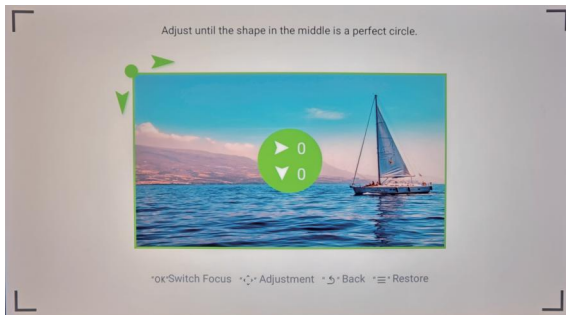 Adjust until the shape in the middle is a perfect circle.
0
0
"OK"Switch Focus Adjustment Back Restore